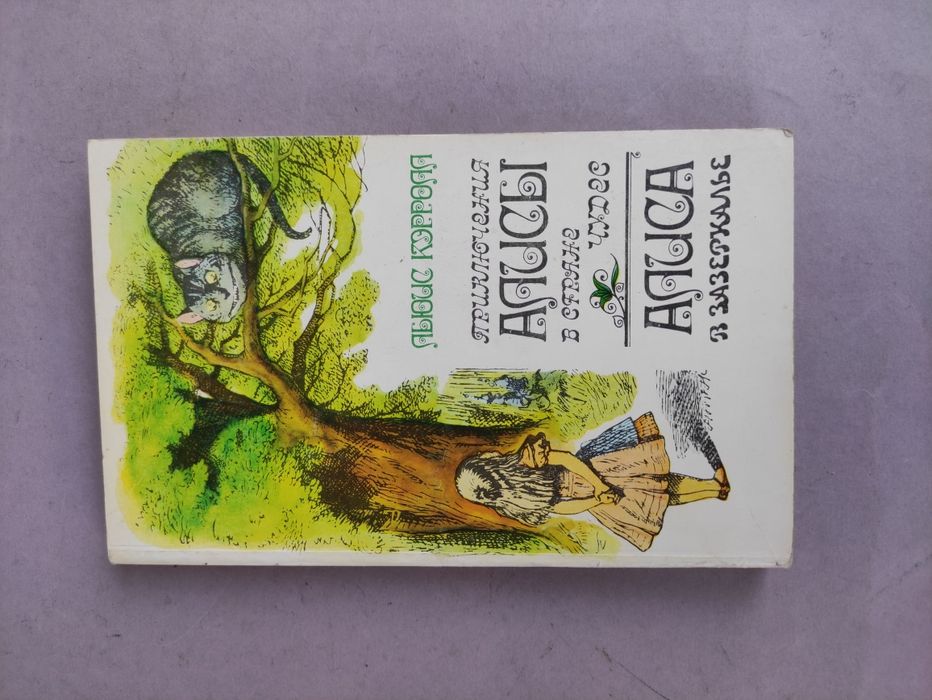 ЛЬЮИС КЭРРОЛЛ
ПРИКЛЮЧЕНИЯ
АЛИСЫ
В СТРАНЕ
ЧУДЕС
АЛИСА
В ЗАЗЕРКАЛЬЕ